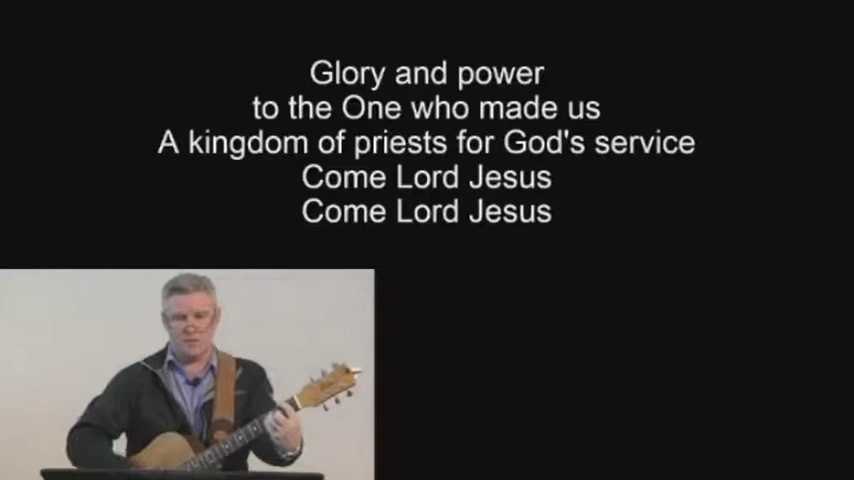 Glory and power
to the One who made us
A kingdom of priests for God's service
Come Lord Jesus
Come Lord Jesus